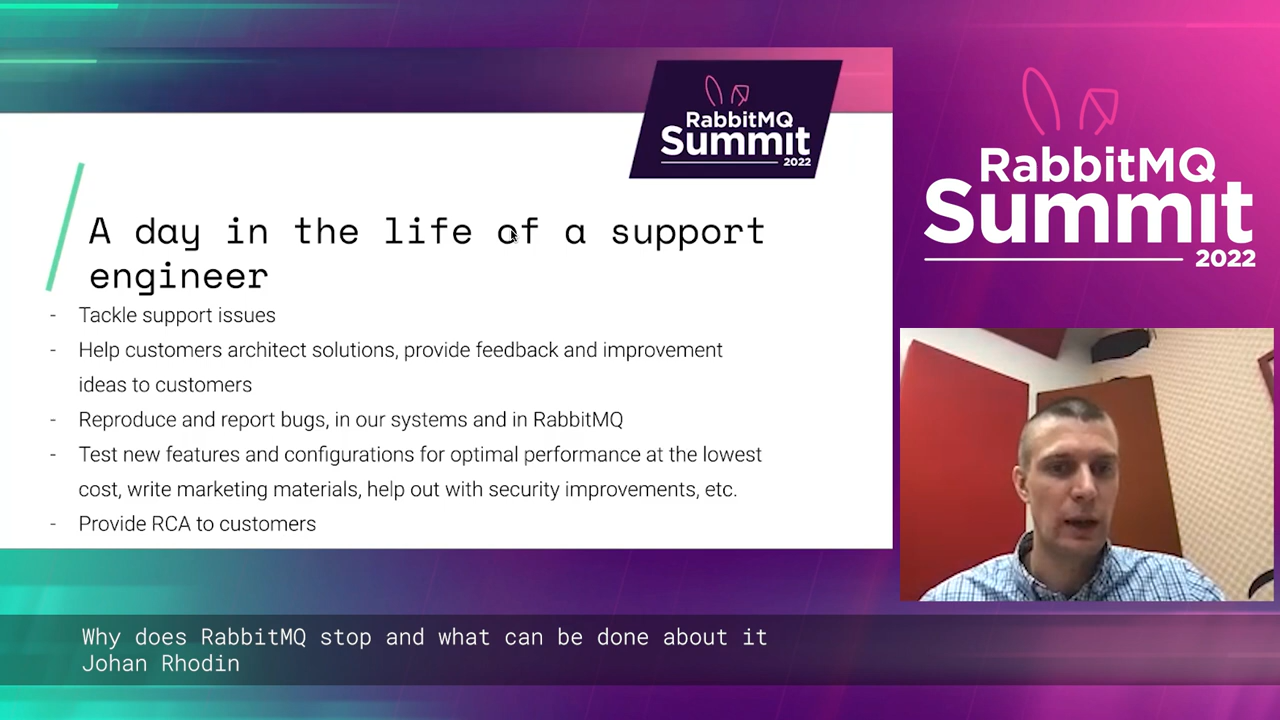 RabbitMQ
Summit
2022
A day in the life of a support
engineer
- Tackle support issues
- Help customers architect solutions, provide feedback and improvement
ideas to customers
- Reproduce and report bugs, in our systems and in RabbitMQ
- Test new features and configurations for optimal performance at the lowest
cost, write marketing materials, help out with security improvements, etc.
- Provide RCA to customers
RabbitMQ
Summit
2022
Why does RabbitMQ stop and what can be done about it
Johan Rhodin